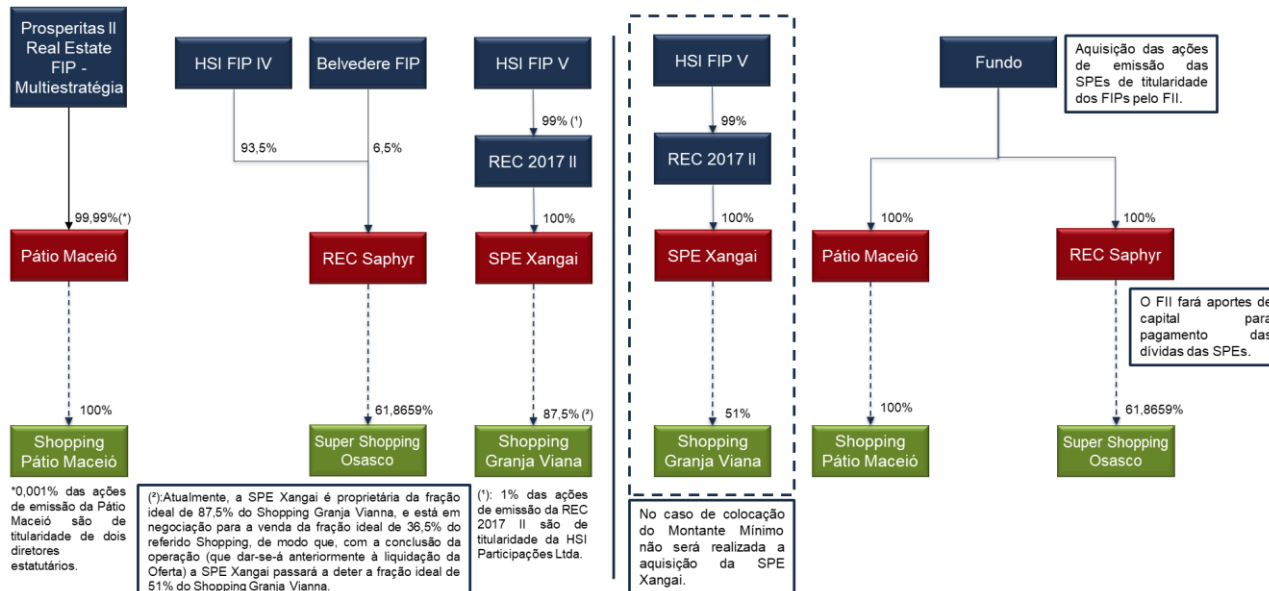 Prosperitas II
Real Estate
FIP -
Multiestratégia
HSI FIP IV
Belvedere FIP
HSI FIP V
99% (¹)
93,5%
6,5%
REC 2017 II
99,99%(*)
100%
Pátio Maceió
REC Saphyr
SPE Xangai
100%
61,8659%
87,5% (²)
Shopping
Pátio Maceió
Super Shopping
Osasco
Shopping
Granja Viana
*0,001% das ações
de emissão da Pátio
Maceió são de
titularidade de dois
diretores
estatutários.
(²):Atualmente, a SPE Xangai é proprietária da fração
ideal de 87,5% do Shopping Granja Vianna, e está em
negociação para a venda da fração ideal de 36,5% do
referido Shopping, de modo que, com a conclusão da
operação (que dar-se-á anteriormente à liquidação da
Oferta) a SPE Xangai passará a deter a fração ideal de
51% do Shopping Granja Vianna.
(¹): 1% das ações
de emissão da REC
2017 II são de
titularidade da HSI
Participações Ltda.
HSI FIP V
99%
REC 2017 II
100%
SPE Xangai
51%
Shopping
Granja Viana
No caso de colocação
do Montante Mínimo
não será realizada a
aquisição da SPE
Xangai.
Fundo
Aquisição das ações
de emissão das
SPEs de titularidade
dos FIPs pelo FII.
100%
100%
Pátio Maceió
REC Saphyr
O FII fará aportes de
capital para
pagamento das
dívidas das SPEs.
100%
61,8659%
Shopping
Pátio Maceió
Super Shopping
Osasco